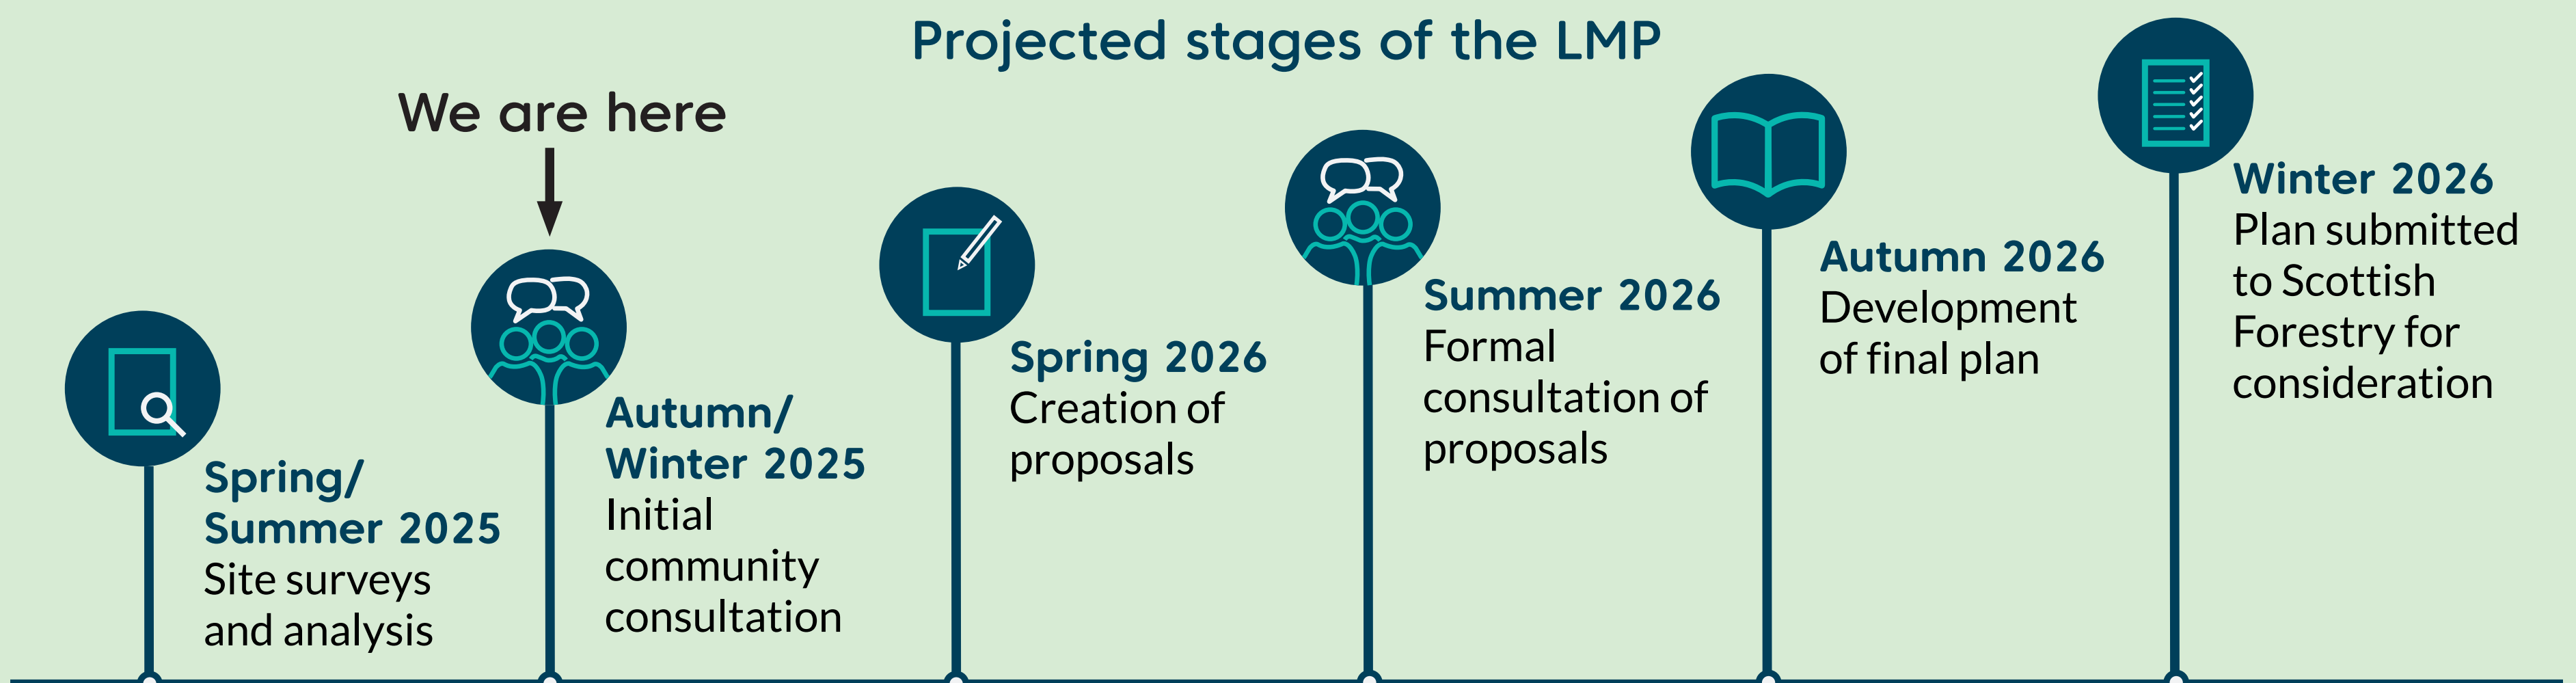 Projected stages of the LMP
We are here
Spring/
Summer 2025
Site surveys
and analysis
Autumn/
Winter 2025
Initial
community
consultation
Spring 2026
Creation of
proposals
Summer 2026
Formal
consultation of
proposals
Autumn 2026
Development
of final plan
Winter 2026
Plan submitted
to Scottish
Forestry for
consideration